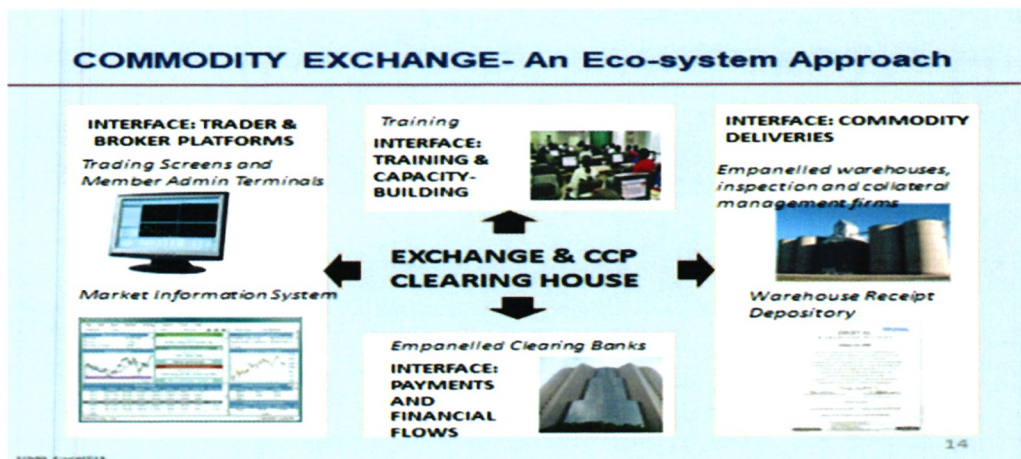 COMMODITY EXCHANGE- An Eco-system Approach
INTERFACE: TRADER &
BROKER PLATFORMS
Trading Screens and
Member Admin Terminals
Market Information System
Training
INTERFACE:
TRAINING &
CAPACITY-
BUILDING
EXCHANGE & CCP
CLEARING HOUSE
Empanelled Clearing Banks
INTERFACE:
PAYMENTS
AND
FINANCIAL
FLOWS
INTERFACE: COMMODITY
DELIVERIES
Empanelled warehouses,
inspection and collateral
management firms
Warehouse Receipt
Depository
14